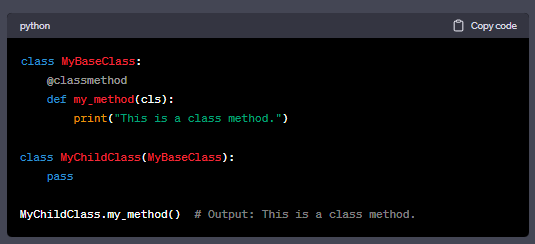 python Copy code
class MyBaseClass:
    @classmethod
    def my_method(cls):
        print("This is a class method.")
class MyChildClass(MyBaseClass):
    pass
MyChildClass.my_method()  # Output: This is a class method.